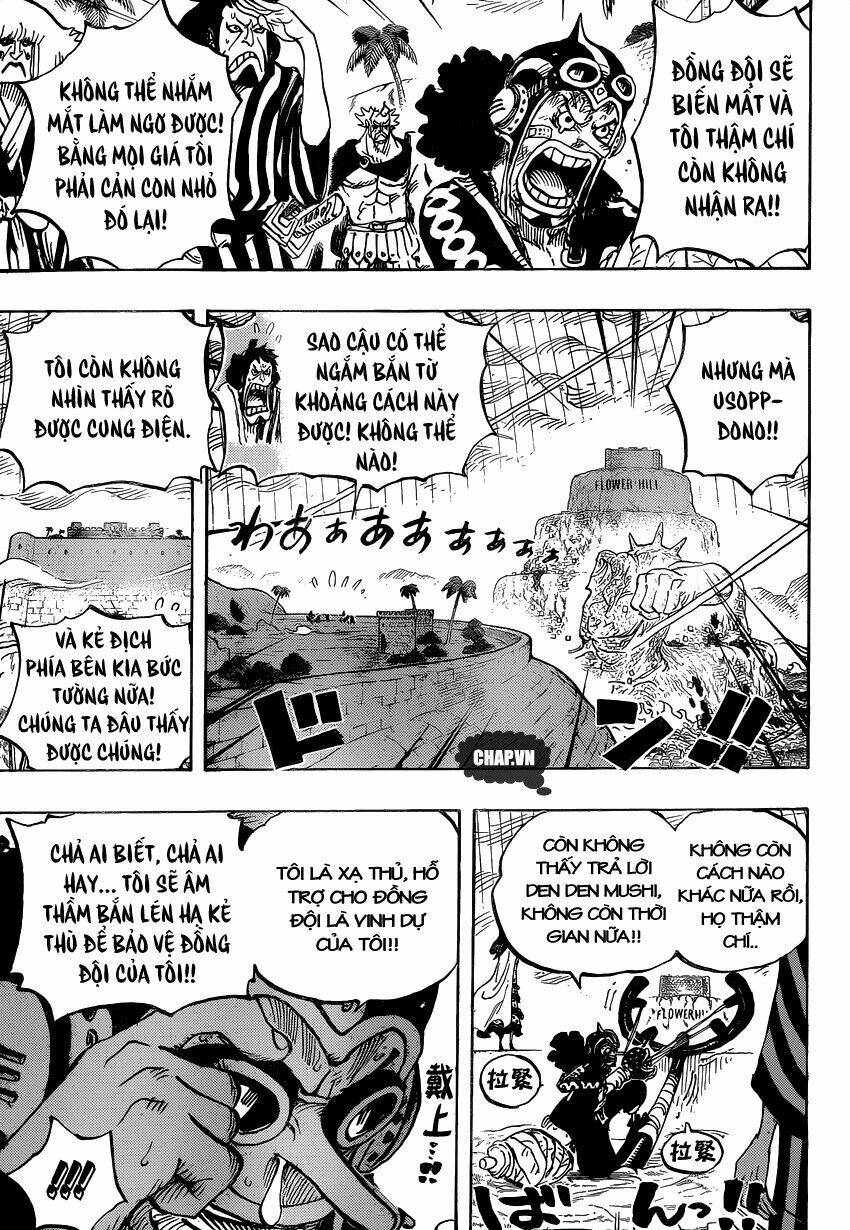 ĐỒNG ĐỘI SẼ
BIẾN MẤT VÀ
TÔI THẬM CHÍ
CÒN KHÔNG
NHẬN RA!!
KHÔNG THỂ NHẮM
MẮT LÀM NGƠ ĐƯỢC!
BẰNG MỌI GIÁ TÔI
PHẢI CẢN CON NHỎ
ĐÓ LẠI!
NHƯNG MÀ
USOPP-
DONO!!
SAO CẬU CÓ THỂ
NGẮM BẮN TỪ
KHOẢNG CÁCH NÀY
ĐƯỢC! KHÔNG THỂ
NÀO!
FLOWER HILL
わあぁぁあぁあぁぁぁぁ
ドン!!
CHAP.VN
TÔI CÒN KHÔNG
NHÌN THẤY RÕ
ĐƯỢC CUNG ĐIỆN.
VÀ KẺ ĐỊCH
PHÍA BÊN KIA BỨC
TƯỜNG NỮA!
CHÚNG TA ĐÂU THẤY
ĐƯỢC CHÚNG!
KHÔNG CÒN
CÁCH NÀO
KHÁC NỮA RỒI,
HỌ THẬM
CHÍ..
CÒN KHÔNG
THẤY TRẢ LỜI
DEN DEN MUSHI,
KHÔNG CÒN THỜI
GIAN NỮA!!
FLOWER HILL
拉緊
拉緊
ばんっ!!
TÔI LÀ XẠ THỦ, HỖ
TRỢ CHO ĐỒNG
ĐỘI LÀ VINH DỰ
CỦA TÔI!!
CHẢ AI BIẾT, CHẢ AI
HAY... TÔI SẼ ÂM
THẦM BẮN LÉN HẠ KẺ
THÙ ĐỂ BẢO VỆ ĐỒNG
ĐỘI CỦA TÔI!!
戴上…!!
!!!